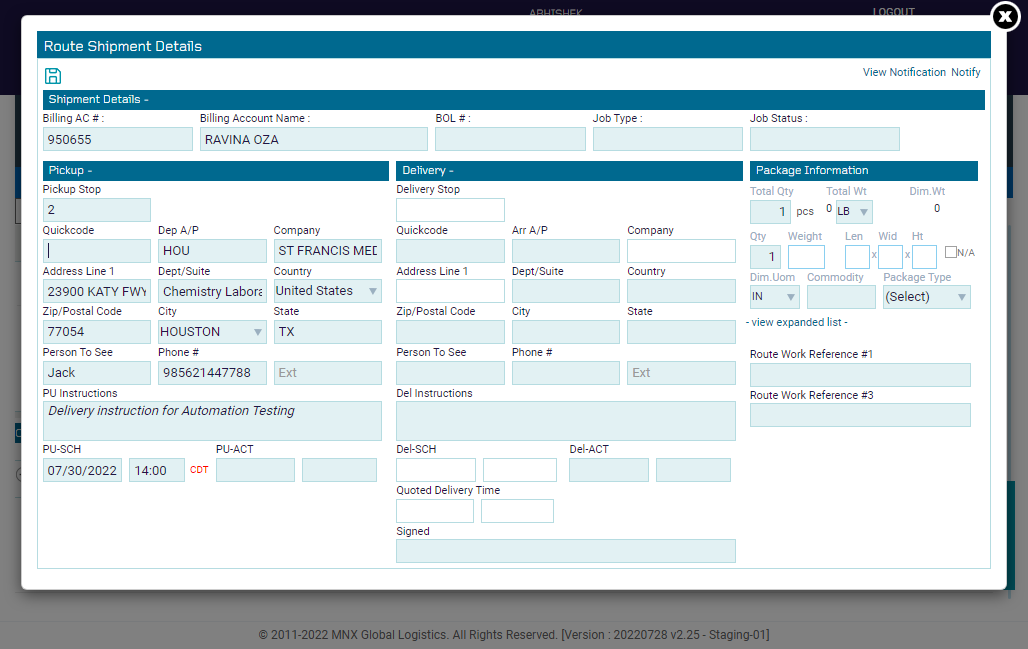 ABHISHEK LOGOUT
X
Route Shipment Details
View Notification Notify
Shipment Details -
Billing AC # : Billing Account Name : BOL # : Job Type : Job Status :
950655 RAVINA OZA
Pickup - Delivery - Package Information
Pickup Stop Delivery Stop Total Qty Total Wt Dim.Wt
2 1 pcs 0 LB 0
Quickcode Dep A/P Company Quickcode Arr A/P Company Qty Weight Len Wid Ht
HOU ST FRANCIS MED 1 x x N/A
Address Line 1 Dept/Suite Country Address Line 1 Dept/Suite Country Dim.Uom Commodity Package Type
23900 KATY FWY Chemistry Labora United States IN (Select)
Zip/Postal Code City State Zip/Postal Code City State
- view expanded list -
77054 HOUSTON TX
Person To See Phone # Person To See Phone # Route Work Reference #1
Jack 985621447788 Ext Ext
PU Instructions Del Instructions Route Work Reference #3
Delivery instruction for Automation Testing
PU-SCH PU-ACT Del-SCH Del-ACT
07/30/2022 14:00 CDT
Quoted Delivery Time
Signed
© 2011-2022 MNX Global Logistics. All Rights Reserved. [Version : 20220728 v2.25 - Staging-01]